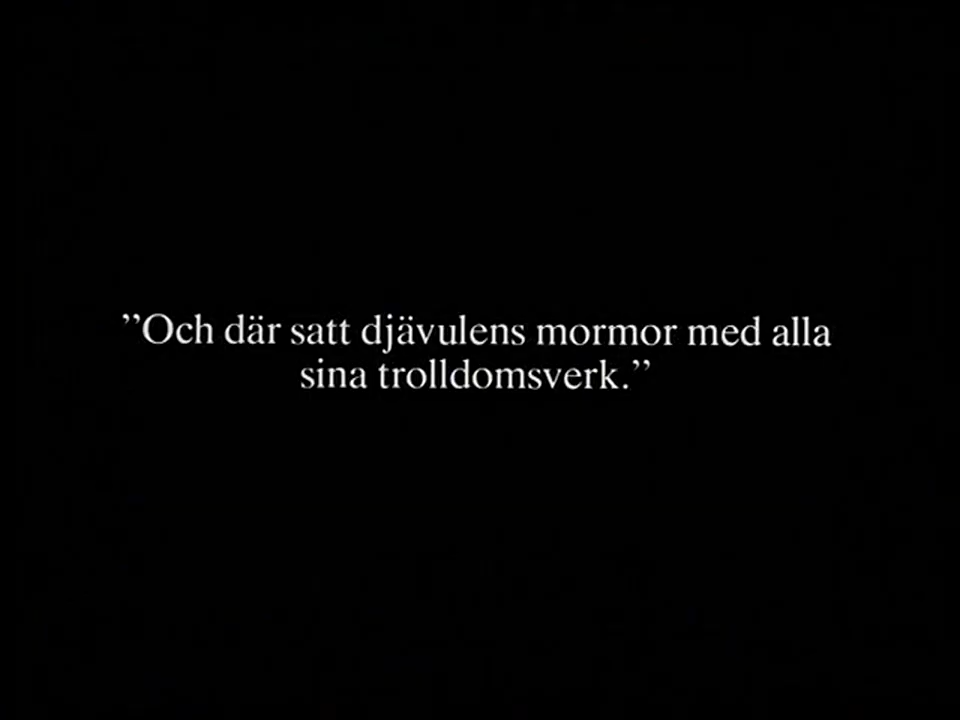 ”Och där satt djävulens mormor med alla
sina trolldomsverk.”